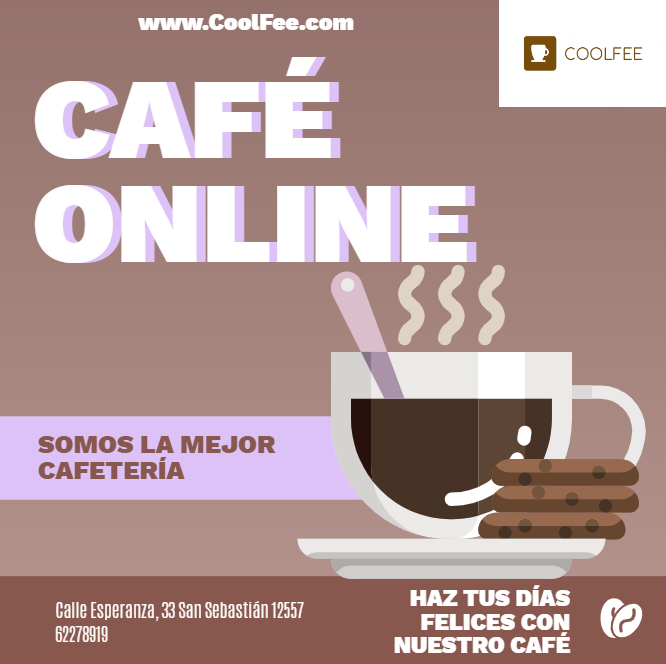 www.CoolFee.com
COOLFEE
CAFÉ
ONLINE
SOMOS LA MEJOR
CAFETERÍA
Calle Esperanza, 33 San Sebastián 12557
62278919
HAZ TUS DÍAS
FELICES CON
NUESTRO CAFÉ